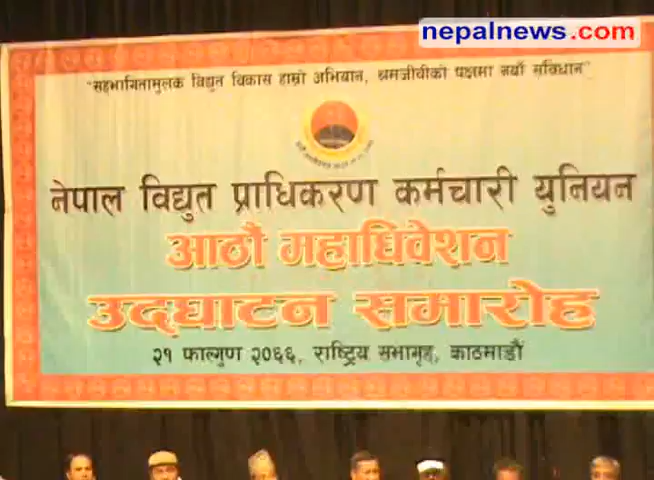 nepalnews.com
"सहभागितामुलक विद्युत विकास हाम्रो अभियान, श्रमजीवीको पक्षमा नयाँ संविधान"
नेपाल विद्युत प्राधिकरण कर्मचारी युनियन
आठौं महाधिवेशन
उदघाटन समारोह
२१ फाल्गुण २०६६, राष्ट्रिय सभागृह, काठमाडौं